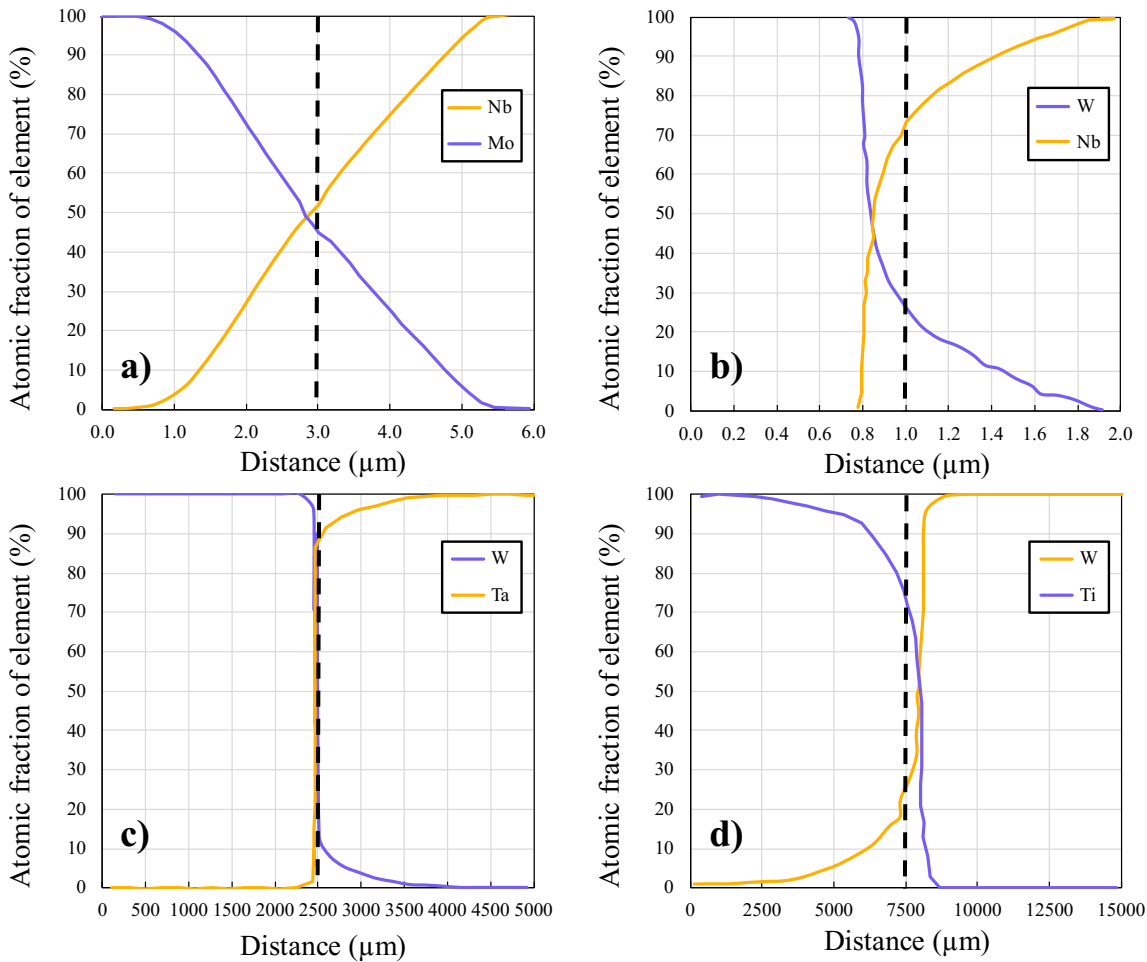 Atomic fraction of element (%)
100
90
80
70
60
50
40
30
20
10
0
Nb
Mo
a)
0.0 1.0 2.0 3.0 4.0 5.0 6.0
Distance (µm)
Atomic fraction of element (%)
100
90
80
70
60
50
40
30
20
10
0
W
Nb
b)
0.0 0.2 0.4 0.6 0.8 1.0 1.2 1.4 1.6 1.8 2.0
Distance (µm)
Atomic fraction of element (%)
100
90
80
70
60
50
40
30
20
10
0
W
Ta
c)
0 500 1000 1500 2000 2500 3000 3500 4000 4500 5000
Distance (µm)
Atomic fraction of element (%)
100
90
80
70
60
50
40
30
20
10
0
W
Ti
d)
0 2500 5000 7500 10000 12500 15000
Distance (µm)